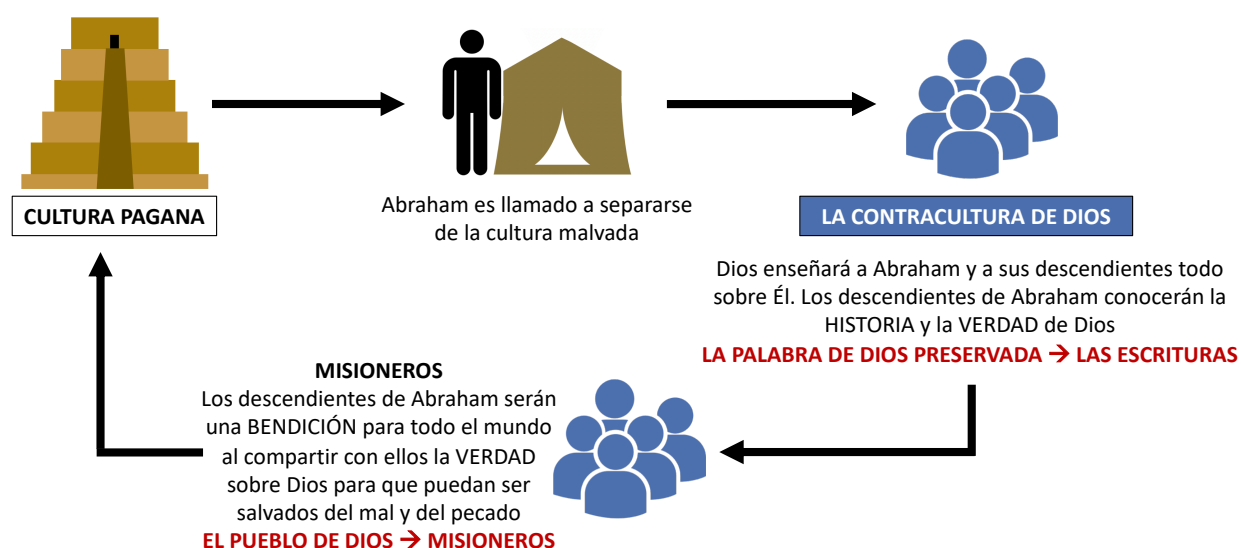 CULTURA PAGANA
Abraham es llamado a separarse
de la cultura malvada
LA CONTRACULTURA DE DIOS
Dios enseñará a Abraham y a sus descendientes todo
sobre Él. Los descendientes de Abraham conocerán la
HISTORIA y la VERDAD de Dios
LA PALABRA DE DIOS PRESERVADA → LAS ESCRITURAS
MISIONEROS
Los descendientes de Abraham serán
una BENDICIÓN para todo el mundo
al compartir con ellos la VERDAD
sobre Dios para que puedan ser
salvados del mal y del pecado
EL PUEBLO DE DIOS → MISIONEROS